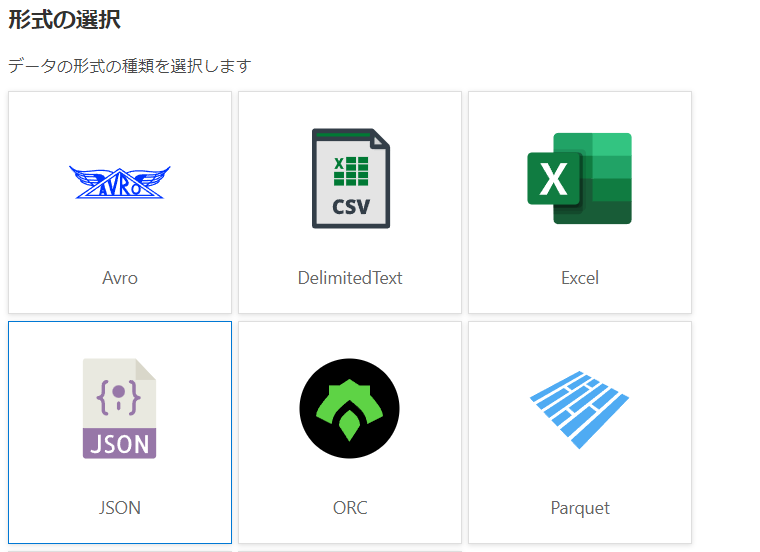 形式の選択
データの形式の種類を選択します
AVRO
X
CSV
X
Avro
DelimitedText
Excel
{ }
JSON
JSON
ORC
Parquet